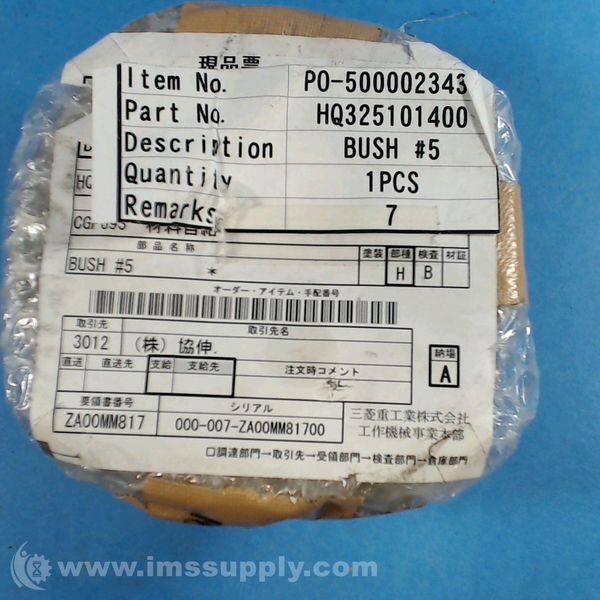 現品票
Item No. PO-500002343
Part No. HQ325101400
Description BUSH #5
Quantity 1PCS
Remarks 7
HQ
部品名称 塗装 部種 検査 材証
BUSH #5 * H B
オーダー・アイテム・手配番号
取引先 取引先名 納場
3012 (株) 協伸. A
直送 直送先 支給 支給先 注文時コメント
要領書番号 シリアル
ZA00MM817 000-007-ZA00MM81700
三菱重工業株式会社
工作機械事業本部
□調達部門→取引先→受領部門→検査部門→倉庫部門
www.imssupply.com